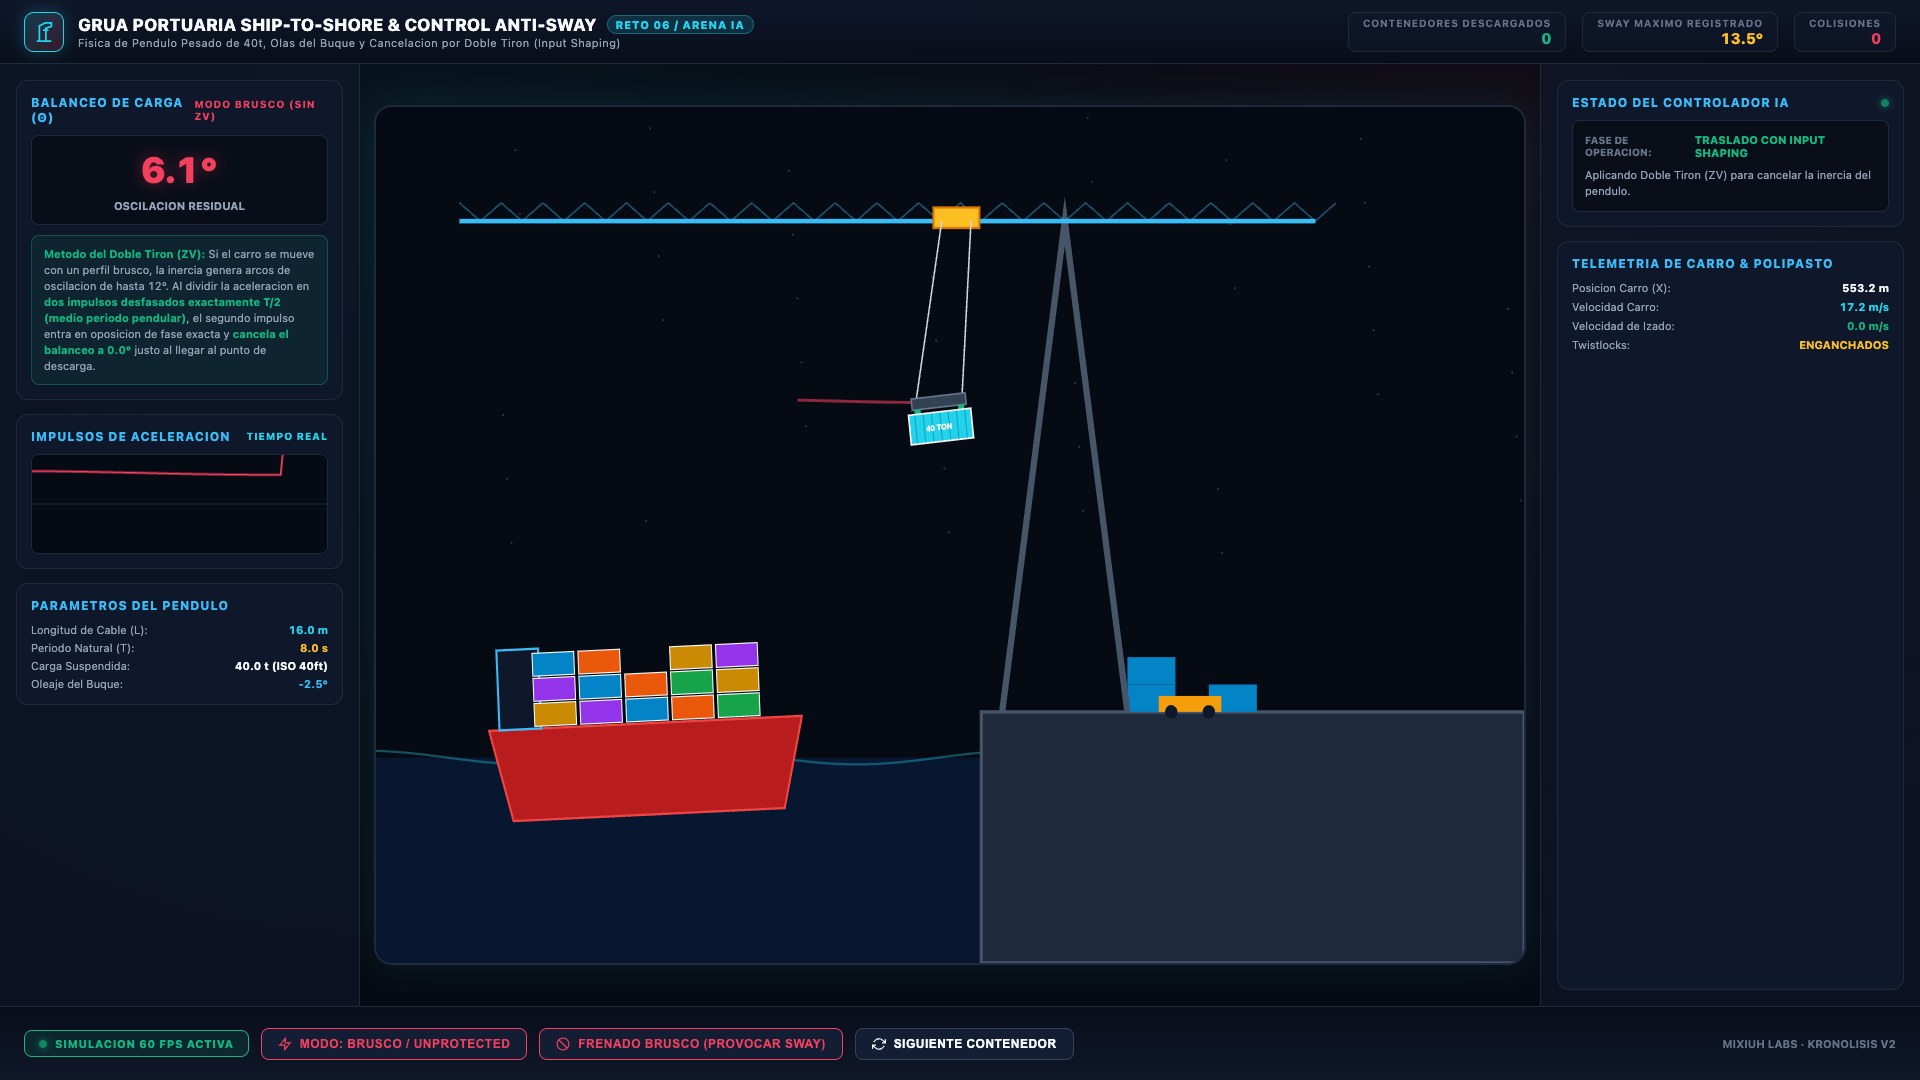 GRUA PORTUARIA SHIP-TO-SHORE & CONTROL ANTI-SWAY
RETO 06 / ARENA IA
Fisica de Pendulo Pesado de 40t, Olas del Buque y Cancelacion por Doble Tiron (Input Shaping)
CONTENEDORES DESCARGADOS
0
SWAY MAXIMO REGISTRADO
13.5°
COLISIONES
0
BALANCEO DE CARGA
(Θ)
MODO BRUSCO (SIN
ZV)
6.1°
OSCILACION RESIDUAL
Metodo del Doble Tiron (ZV): Si el carro se mueve
con un perfil brusco, la inercia genera arcos de
oscilacion de hasta 12°. Al dividir la aceleracion en
dos impulsos desfasados exactamente T/2
(medio periodo pendular), el segundo impulso
entra en oposicion de fase exacta y cancela el
balanceo a 0.0° justo al llegar al punto de
descarga.
IMPULSOS DE ACELERACION
TIEMPO REAL
PARAMETROS DEL PENDULO
Longitud de Cable (L): 16.0 m
Periodo Natural (T): 8.0 s
Carga Suspendida: 40.0 t (ISO 40ft)
Oleaje del Buque: -2.5°
40 TON
ESTADO DEL CONTROLADOR IA
FASE DE
OPERACION:
TRASLADO CON INPUT
SHAPING
Aplicando Doble Tiron (ZV) para cancelar la inercia del
pendulo.
TELEMETRIA DE CARRO & POLIPASTO
Posicion Carro (X): 553.2 m
Velocidad Carro: 17.2 m/s
Velocidad de Izado: 0.0 m/s
Twistlocks: ENGANCHADOS
SIMULACION 60 FPS ACTIVA
MODO: BRUSCO / UNPROTECTED
FRENADO BRUSCO (PROVOCAR SWAY)
SIGUIENTE CONTENEDOR
MIXIUH LABS · KRONOLISIS V2